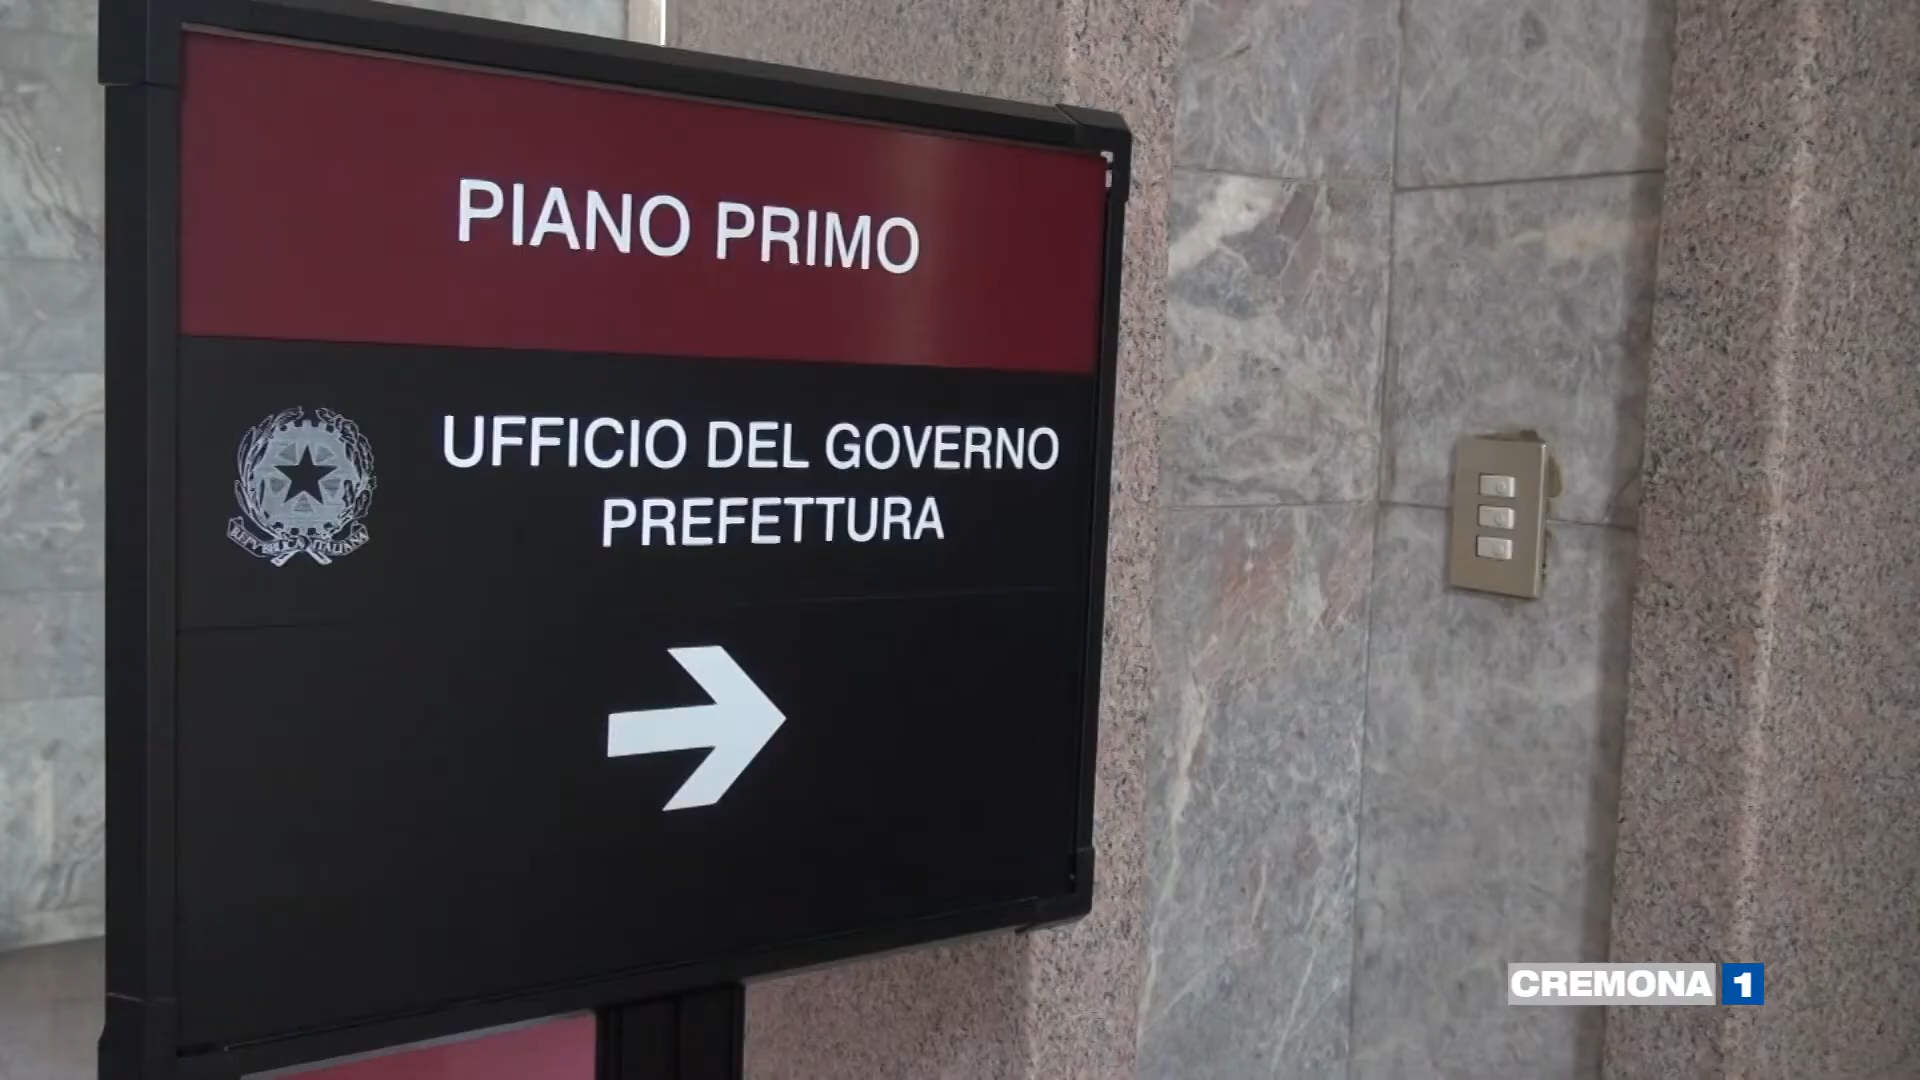 PIANO PRIMO
UFFICIO DEL GOVERNO
PREFETTURA
REPVBBLICA ITALIANA
CREMONA 1